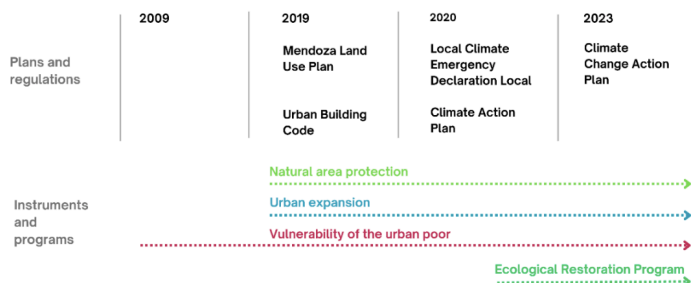 2009
2019
2020
2023
Plans and
regulations
Mendoza Land
Use Plan
Urban Building
Code
Local Climate
Emergency
Declaration Local
Climate Action
Plan
Climate
Change Action
Plan
Instruments
and
programs
Natural area protection
Urban expansion
Vulnerability of the urban poor
Ecological Restoration Program